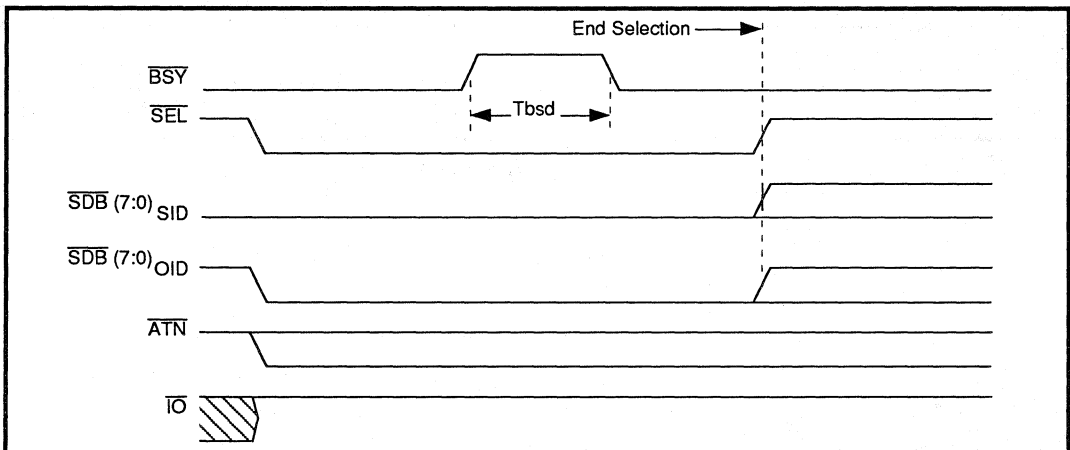 End Selection
BSY
Tbsd
SEL
SDB (7:0) SID
SDB (7:0) OID
ATN
IO